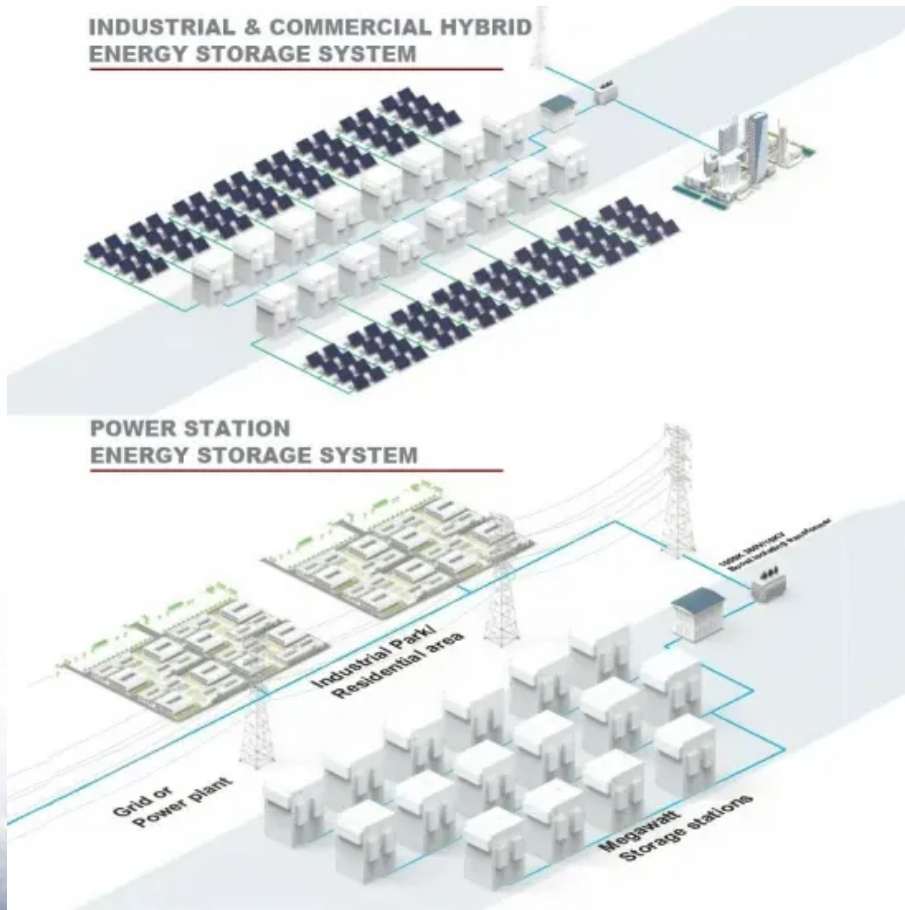 INDUSTRIAL & COMMERCIAL HYBRID
ENERGY STORAGE SYSTEM
POWER STATION
ENERGY STORAGE SYSTEM
Industrial Park/
Residential area
Grid or
Power plant
Megawatt
Storage stations